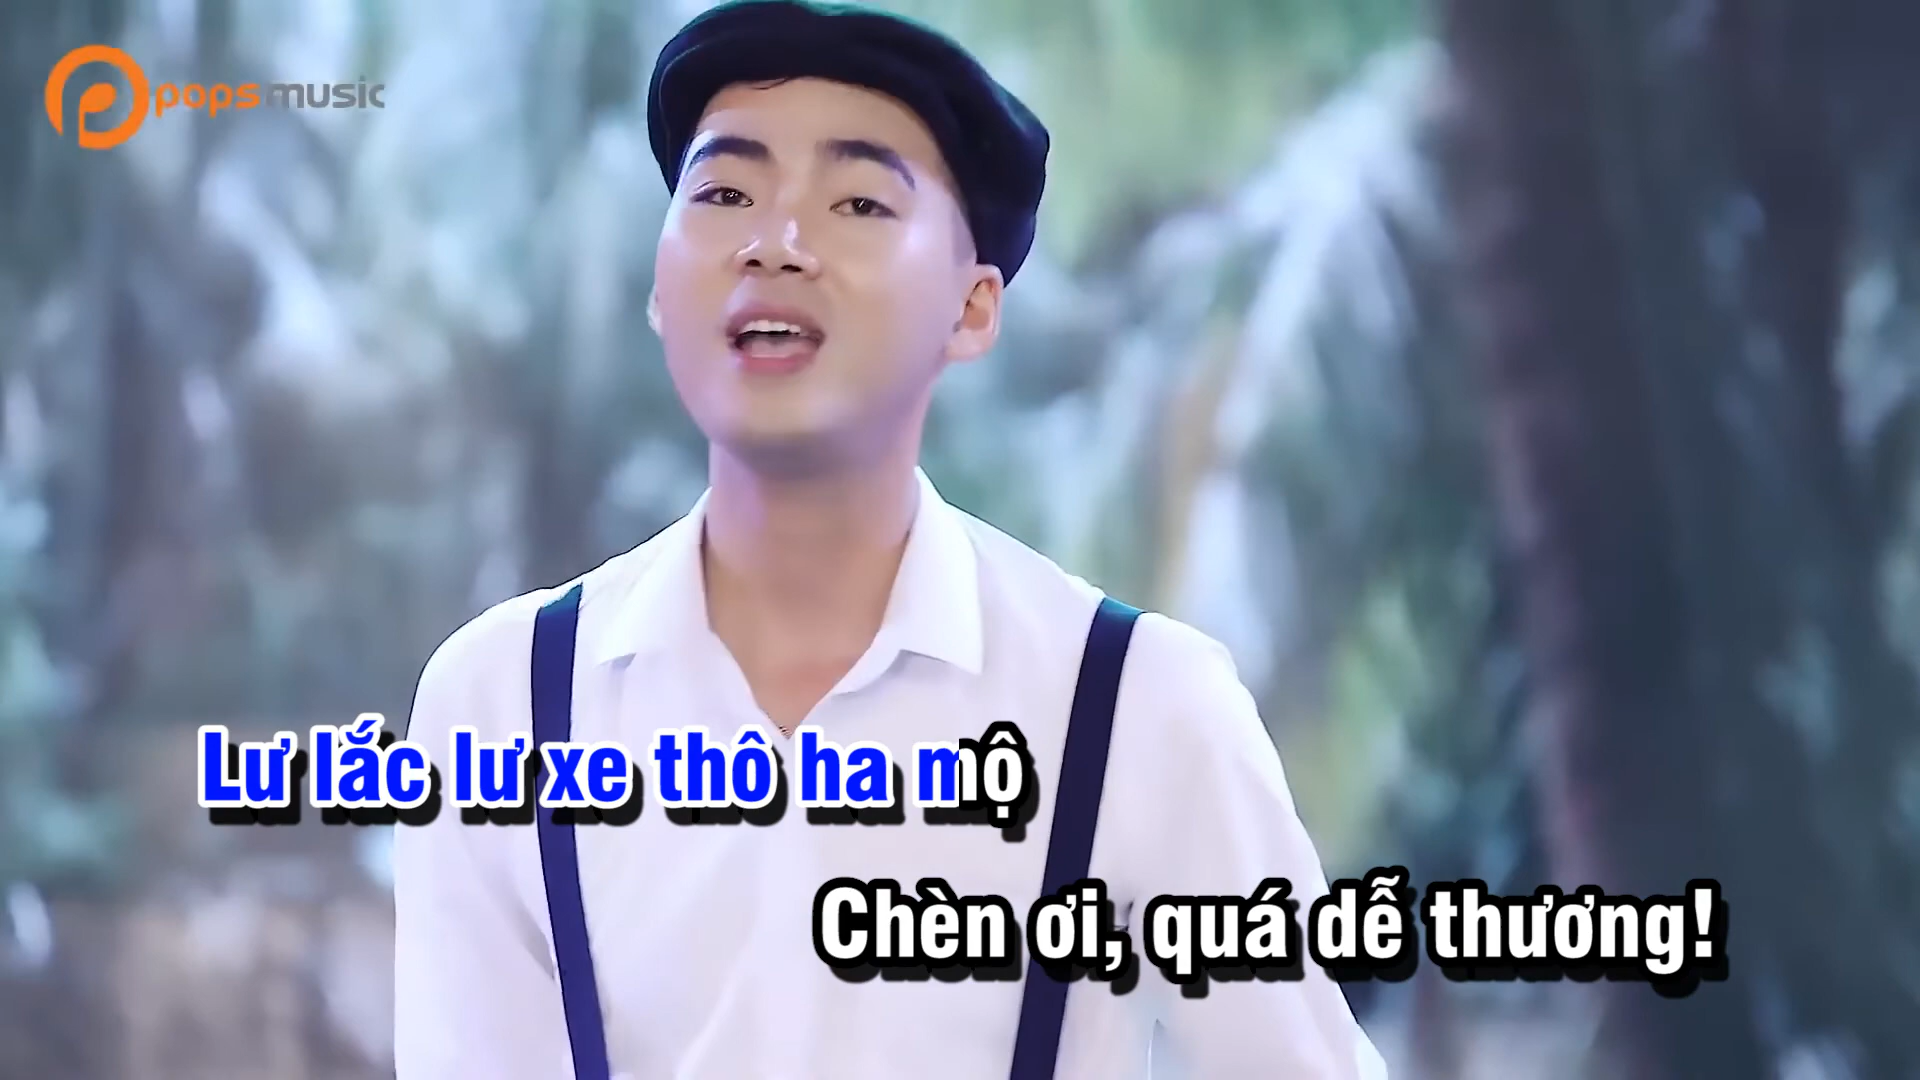 popsmusic
Lư lắc lư xe thô ha mộ
Chèn ơi, quá dễ thương!